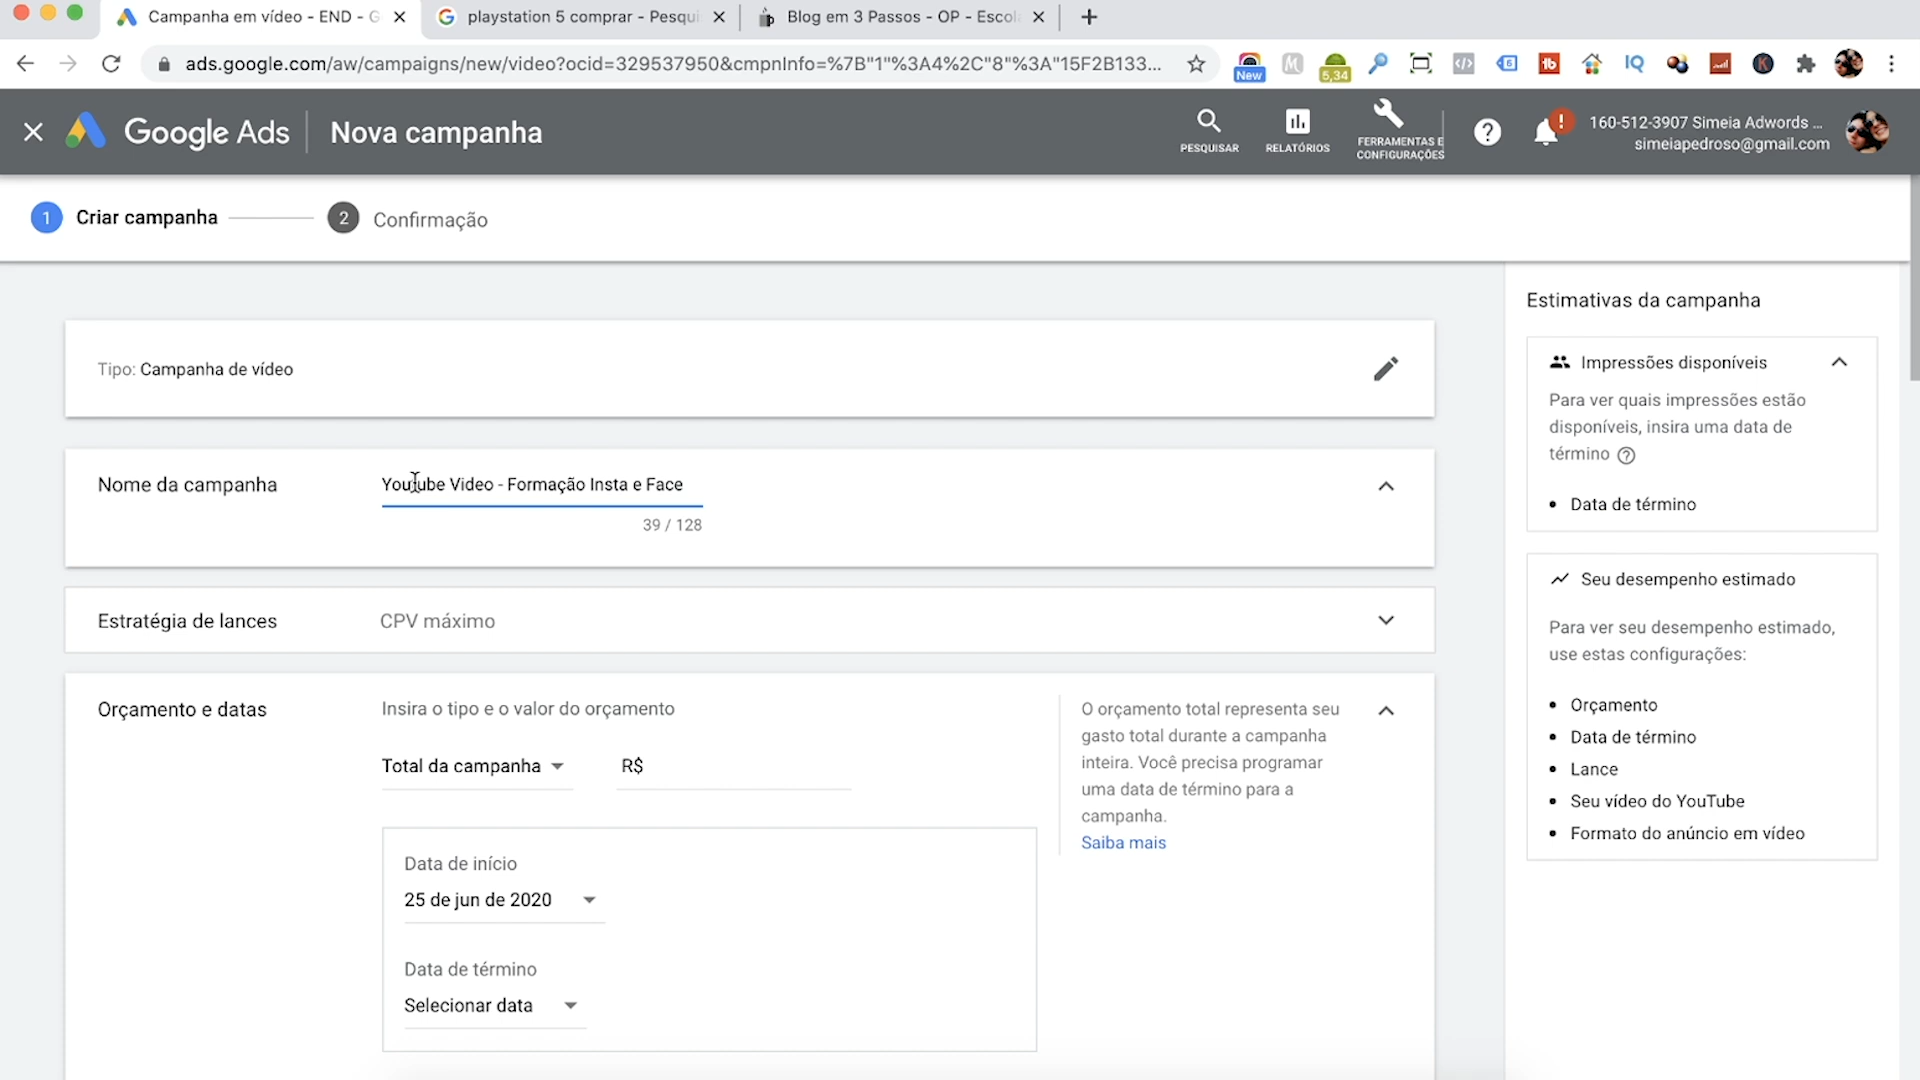 Campanha em vídeo - END - G
playstation 5 comprar - Pesqui
Blog em 3 Passos - OP - Escola
ads.google.com/aw/campaigns/new/video?ocid=329537950&cmpnInfo=%7B"1"%3A4%2C"8"%3A"15F2B133...
New
5,34
Google Ads
Nova campanha
PESQUISAR
RELATÓRIOS
FERRAMENTAS E
CONFIGURAÇÕES
160-512-3907 Simeia Adwords ...
simeiapedroso@gmail.com
1
Criar campanha
2
Confirmação
Tipo: Campanha de vídeo
Nome da campanha
Youtube Video - Formação Insta e Face
39 / 128
Estratégia de lances
CPV máximo
Orçamento e datas
Insira o tipo e o valor do orçamento
Total da campanha
R$
Data de início
25 de jun de 2020
Data de término
Selecionar data
O orçamento total representa seu
gasto total durante a campanha
inteira. Você precisa programar
uma data de término para a
campanha.
Saiba mais
Estimativas da campanha
Impressões disponíveis
Para ver quais impressões estão
disponíveis, insira uma data de
término
• Data de término
Seu desempenho estimado
Para ver seu desempenho estimado,
use estas configurações:
• Orçamento
• Data de término
• Lance
• Seu vídeo do YouTube
• Formato do anúncio em vídeo